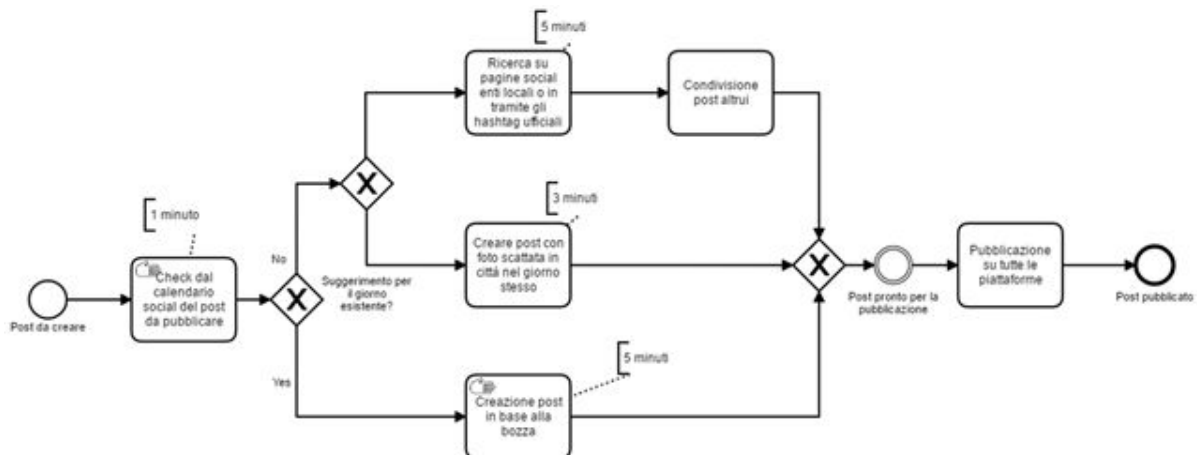 5 minuti
Ricerca su
pagine social
enti locali o in
tramite gli
hashtag ufficiali
Condivisione
post altrui
1 minuto
3 minuti
No
Check dal
calendario
social del post
da pubblicare
Suggerimento per
il giorno
esistente?
Creare post con
foto scattata in
cittá nel giorno
stesso
Pubblicazione
su tutte le
piattaforme
Post da creare
Post pronto per la
pubblicazione
Post pubblicato
Yes
5 minuti
Creazione post
in base alla
bozza